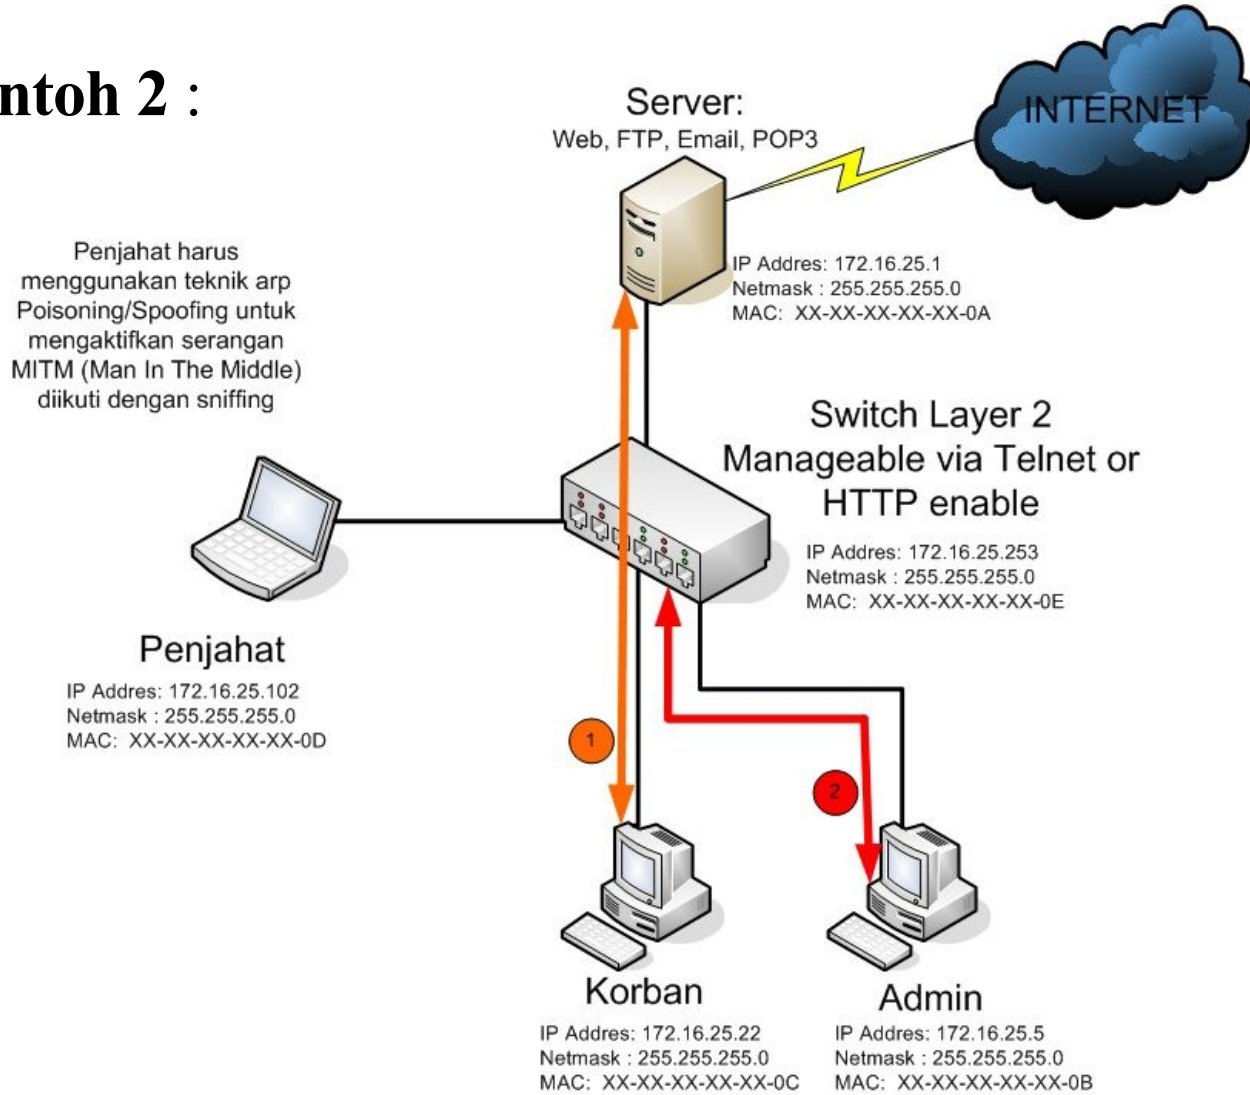 ntoh 2 :
Server:
Web, FTP, Email, POP3
INTERNET
Penjahat harus
menggunakan teknik arp
Poisoning/Spoofing untuk
mengaktifkan serangan
MITM (Man In The Middle)
diikuti dengan sniffing
IP Addres: 172.16.25.1
Netmask : 255.255.255.0
MAC: XX-XX-XX-XX-XX-0A
Switch Layer 2
Manageable via Telnet or
HTTP enable
IP Addres: 172.16.25.253
Netmask : 255.255.255.0
MAC: XX-XX-XX-XX-XX-0E
Penjahat
IP Addres: 172.16.25.102
Netmask : 255.255.255.0
MAC: XX-XX-XX-XX-XX-0D
1
2
Korban
IP Addres: 172.16.25.22
Netmask : 255.255.255.0
MAC: XX-XX-XX-XX-XX-0C
Admin
IP Addres: 172.16.25.5
Netmask : 255.255.255.0
MAC: XX-XX-XX-XX-XX-0B